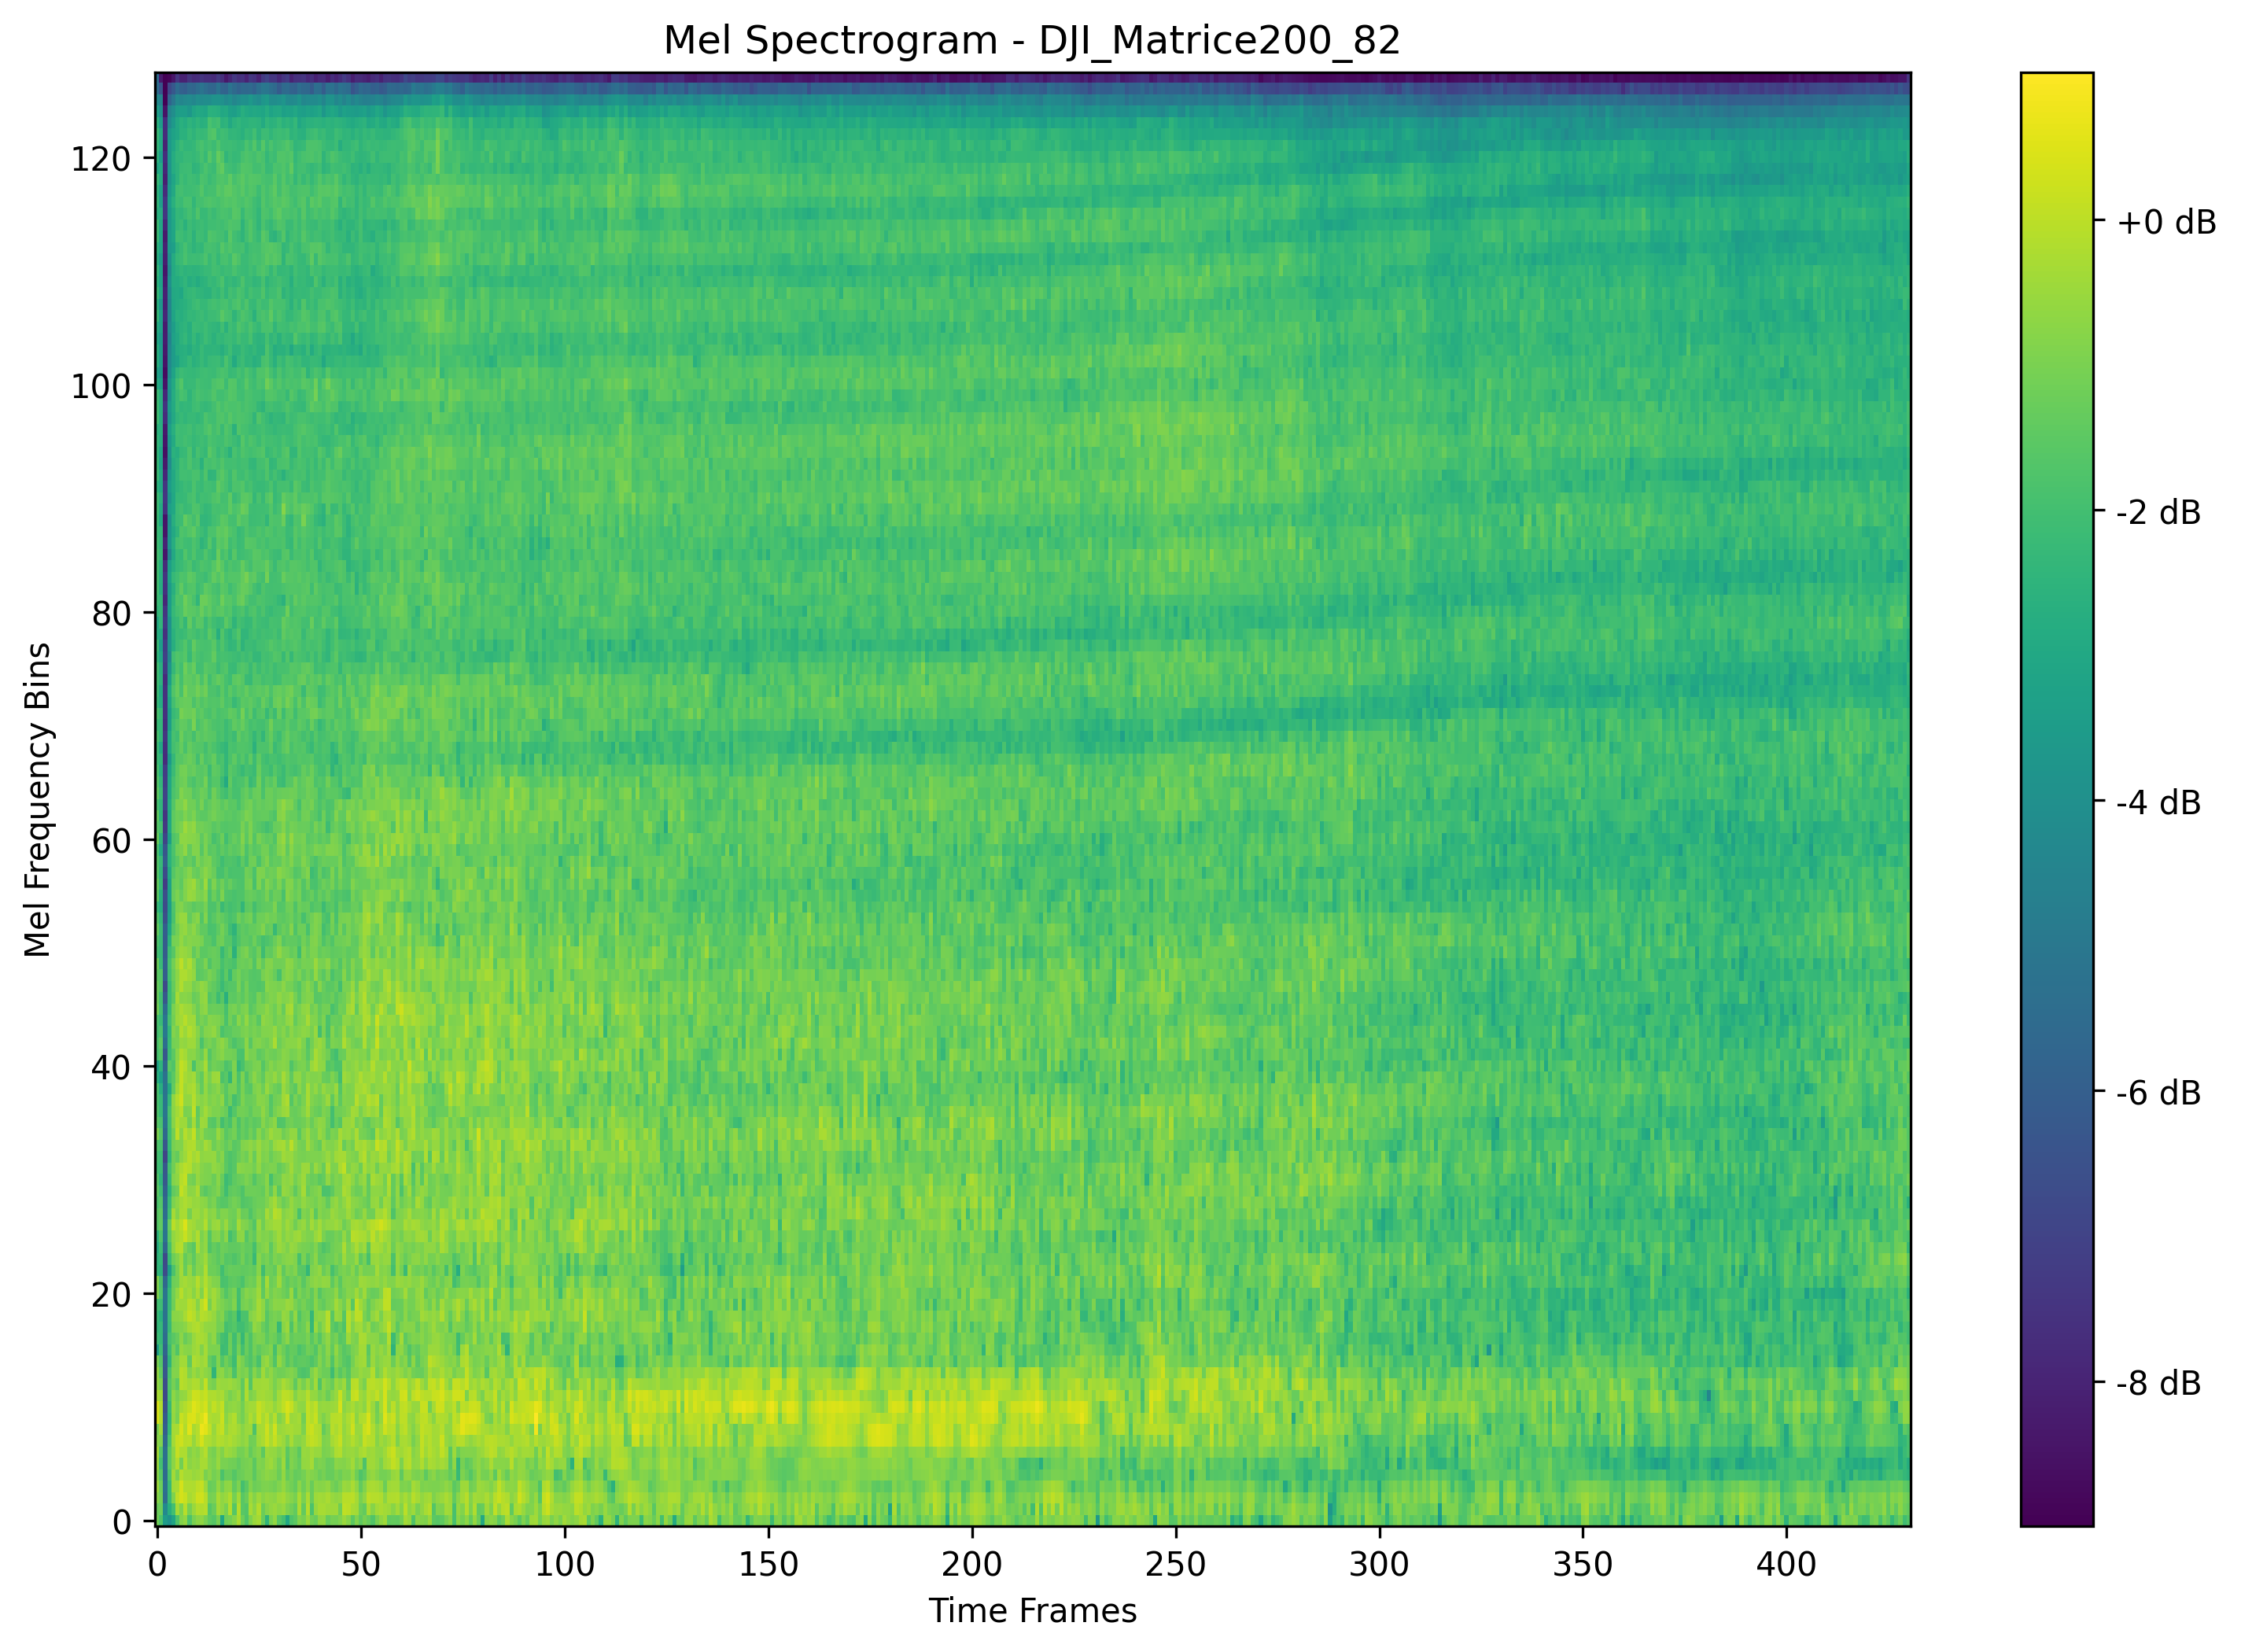 Mel Spectrogram - DJI_Matrice200_82
Mel Frequency Bins
120
100
80
60
40
20
0
0 50 100 150 200 250 300 350 400
Time Frames
+0 dB
-2 dB
-4 dB
-6 dB
-8 dB